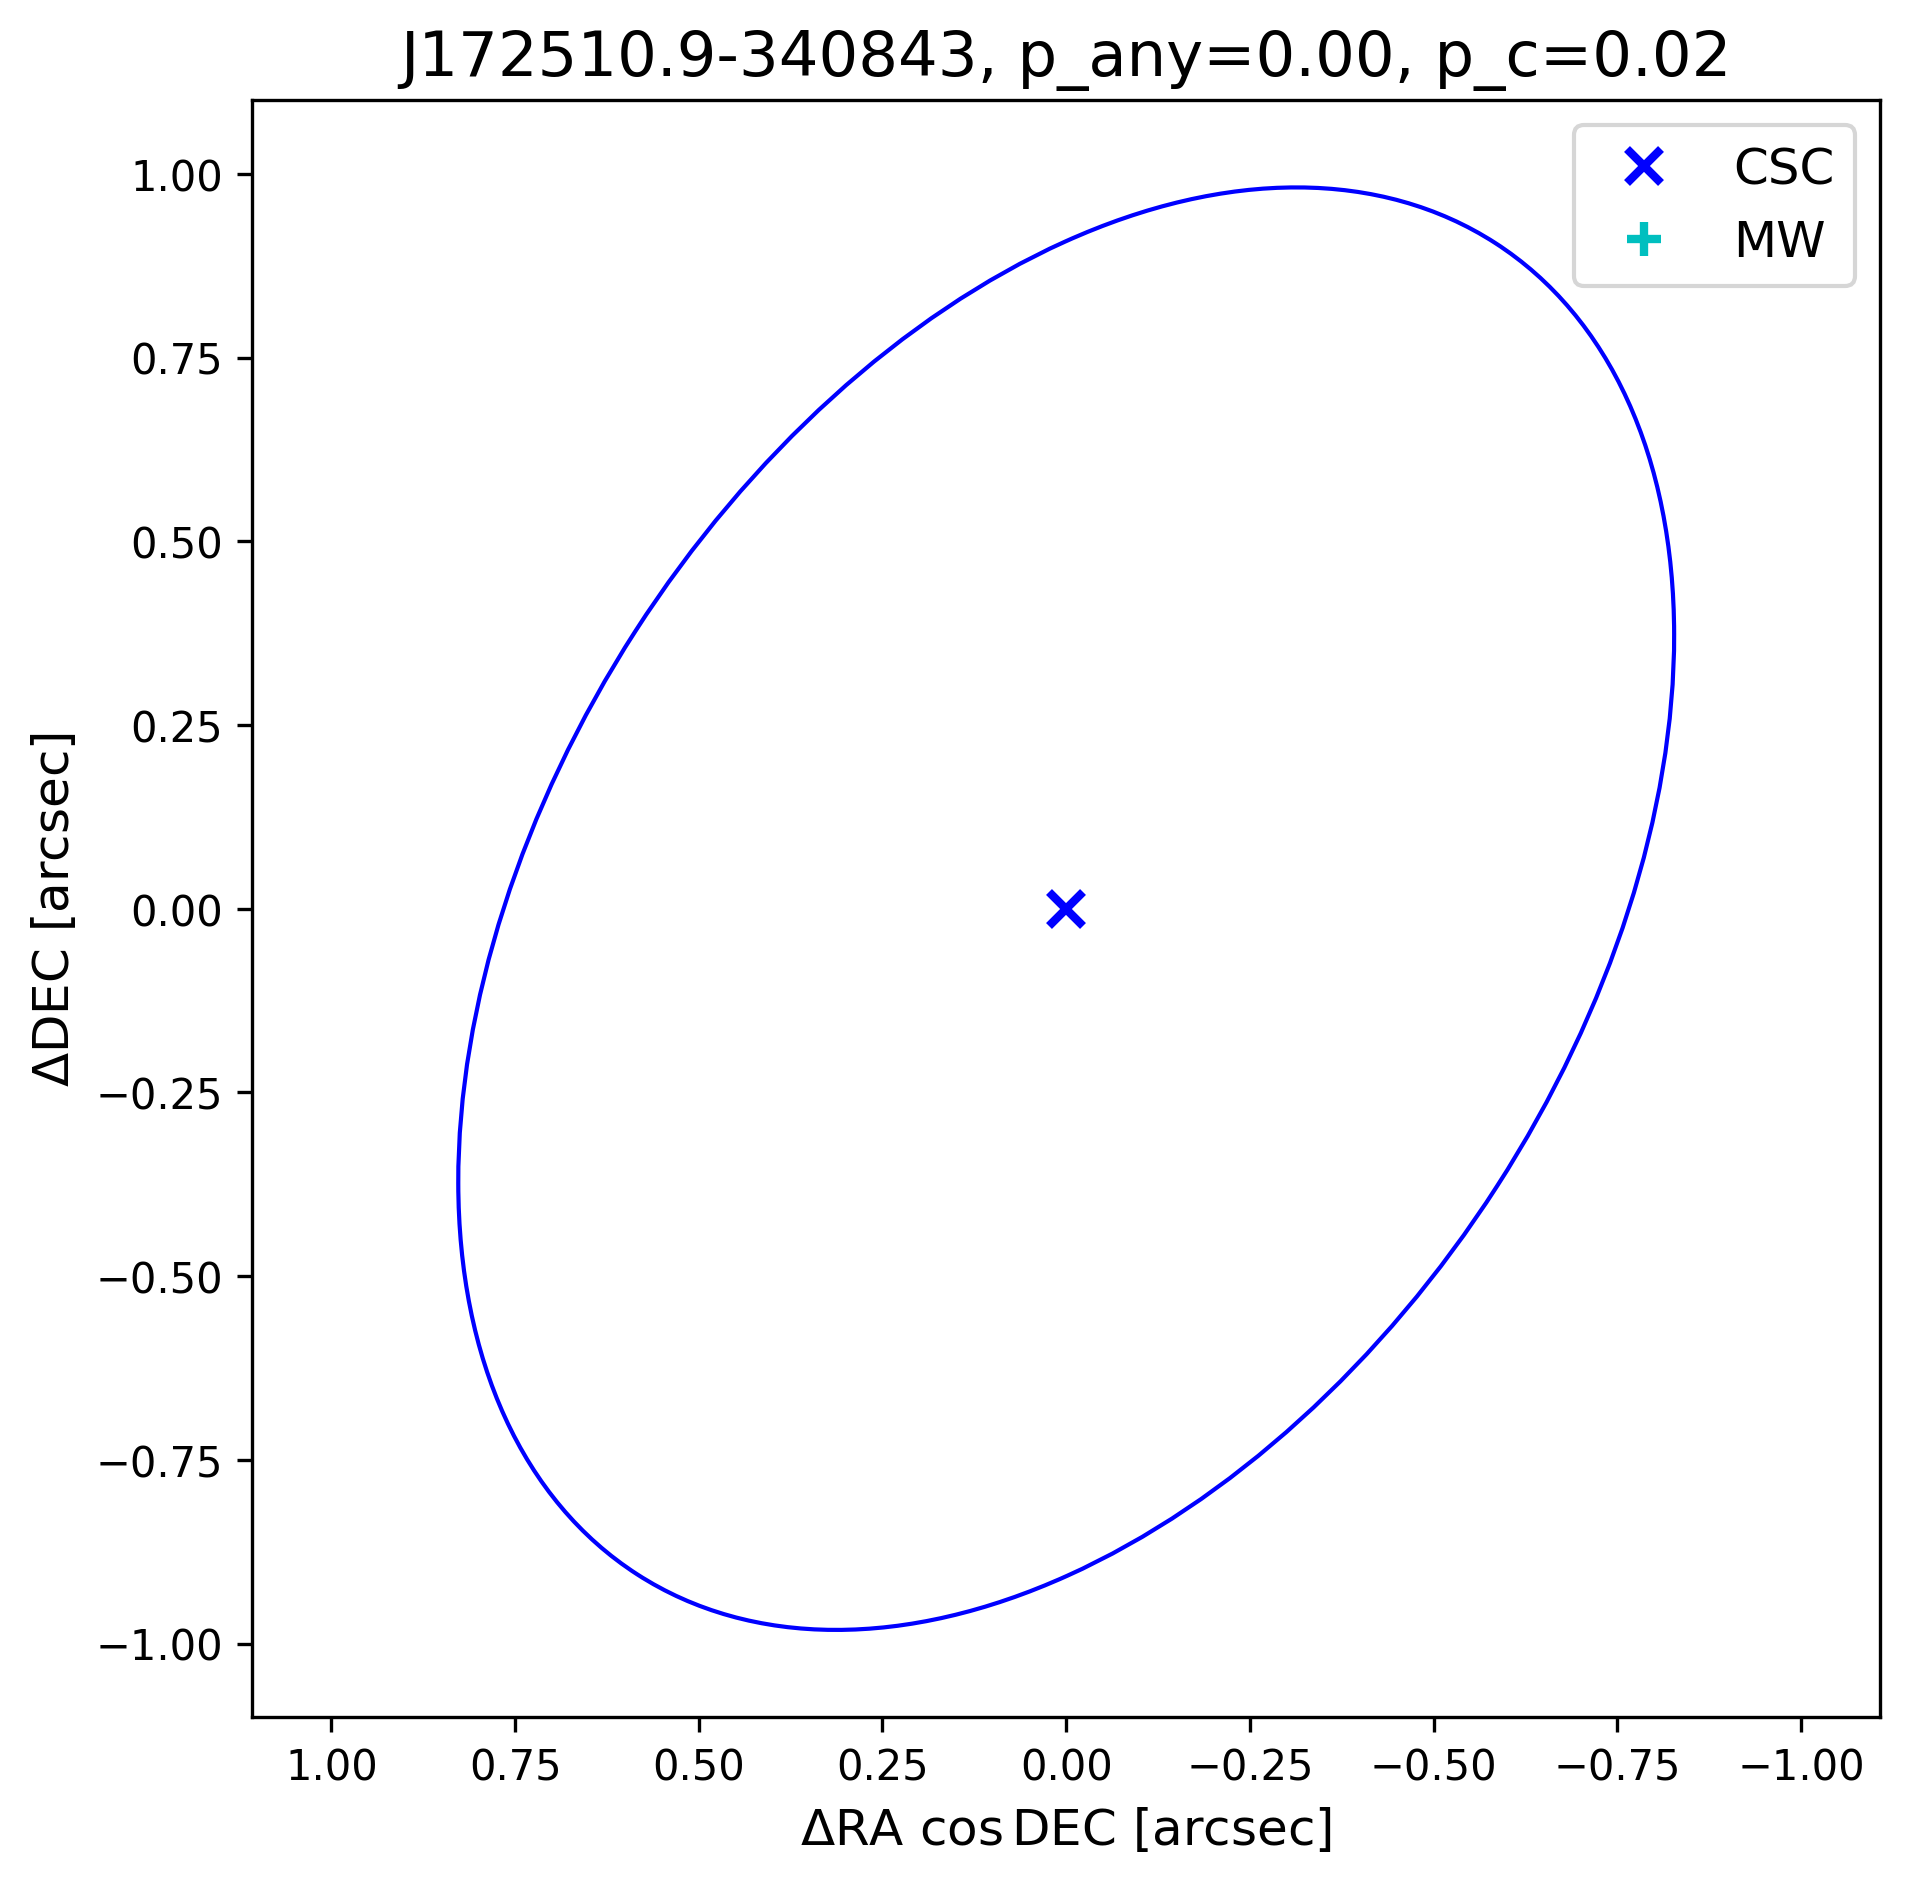 J172510.9-340843, p_any=0.00, p_c=0.02
CSC
MW
1.00
0.75
0.50
0.25
0.00
−0.25
−0.50
−0.75
−1.00
ΔDEC [arcsec]
1.00 0.75 0.50 0.25 0.00 −0.25 −0.50 −0.75 −1.00
ΔRA cos DEC [arcsec]